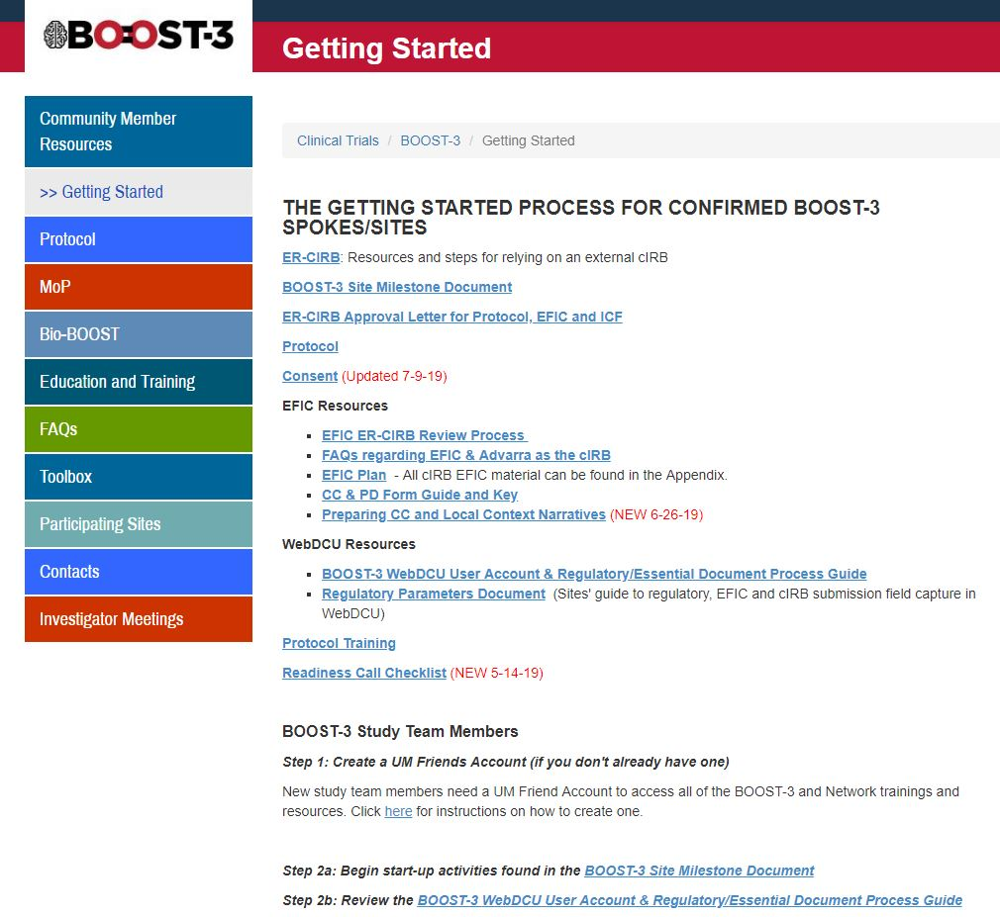 BOOST-3
Getting Started
Community Member
Resources
>> Getting Started
Protocol
MoP
Bio-BOOST
Education and Training
FAQs
Toolbox
Participating Sites
Contacts
Investigator Meetings
Clinical Trials / BOOST-3 / Getting Started
THE GETTING STARTED PROCESS FOR CONFIRMED BOOST-3
SPOKES/SITES
ER-CIRB: Resources and steps for relying on an external cIRB
BOOST-3 Site Milestone Document
ER-CIRB Approval Letter for Protocol, EFIC and ICF
Protocol
Consent (Updated 7-9-19)
EFIC Resources
EFIC ER-CIRB Review Process
FAQs regarding EFIC & Advarra as the cIRB
EFIC Plan - All cIRB EFIC material can be found in the Appendix.
CC & PD Form Guide and Key
Preparing CC and Local Context Narratives (NEW 6-26-19)
WebDCU Resources
BOOST-3 WebDCU User Account & Regulatory/Essential Document Process Guide
Regulatory Parameters Document (Sites' guide to regulatory, EFIC and cIRB submission field capture in
WebDCU)
Protocol Training
Readiness Call Checklist (NEW 5-14-19)
BOOST-3 Study Team Members
Step 1: Create a UM Friends Account (if you don't already have one)
New study team members need a UM Friend Account to access all of the BOOST-3 and Network trainings and
resources. Click here for instructions on how to create one.
Step 2a: Begin start-up activities found in the BOOST-3 Site Milestone Document
Step 2b: Review the BOOST-3 WebDCU User Account & Regulatory/Essential Document Process Guide